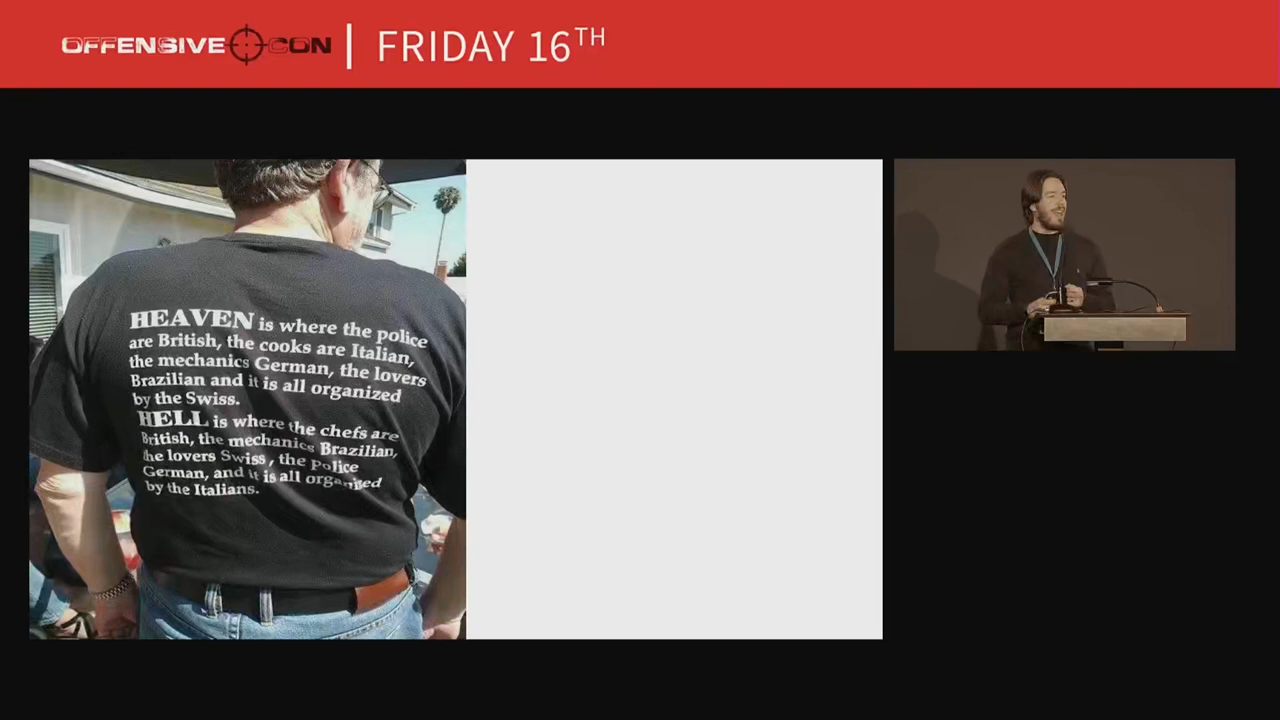 OFFENSIVE CON | FRIDAY 16TH
HEAVEN is where the police
are British, the cooks are Italian,
the mechanics German, the lovers
Brazilian and it is all organized
by the Swiss.
HELL is where the chefs are
British, the mechanics Brazilian,
the lovers Swiss, the Police
German, and it is all organized
by the Italians.